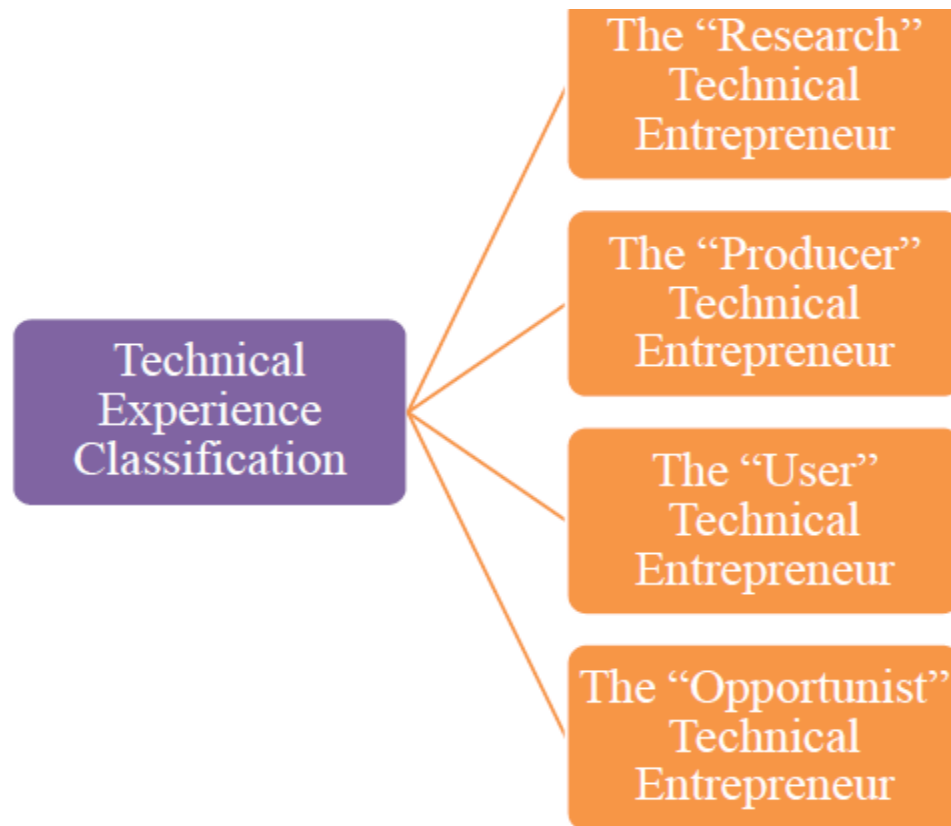 The “Research”
Technical
Entrepreneur
The “Producer”
Technical
Entrepreneur
Technical
Experience
Classification
The “User”
Technical
Entrepreneur
The “Opportunist”
Technical
Entrepreneur